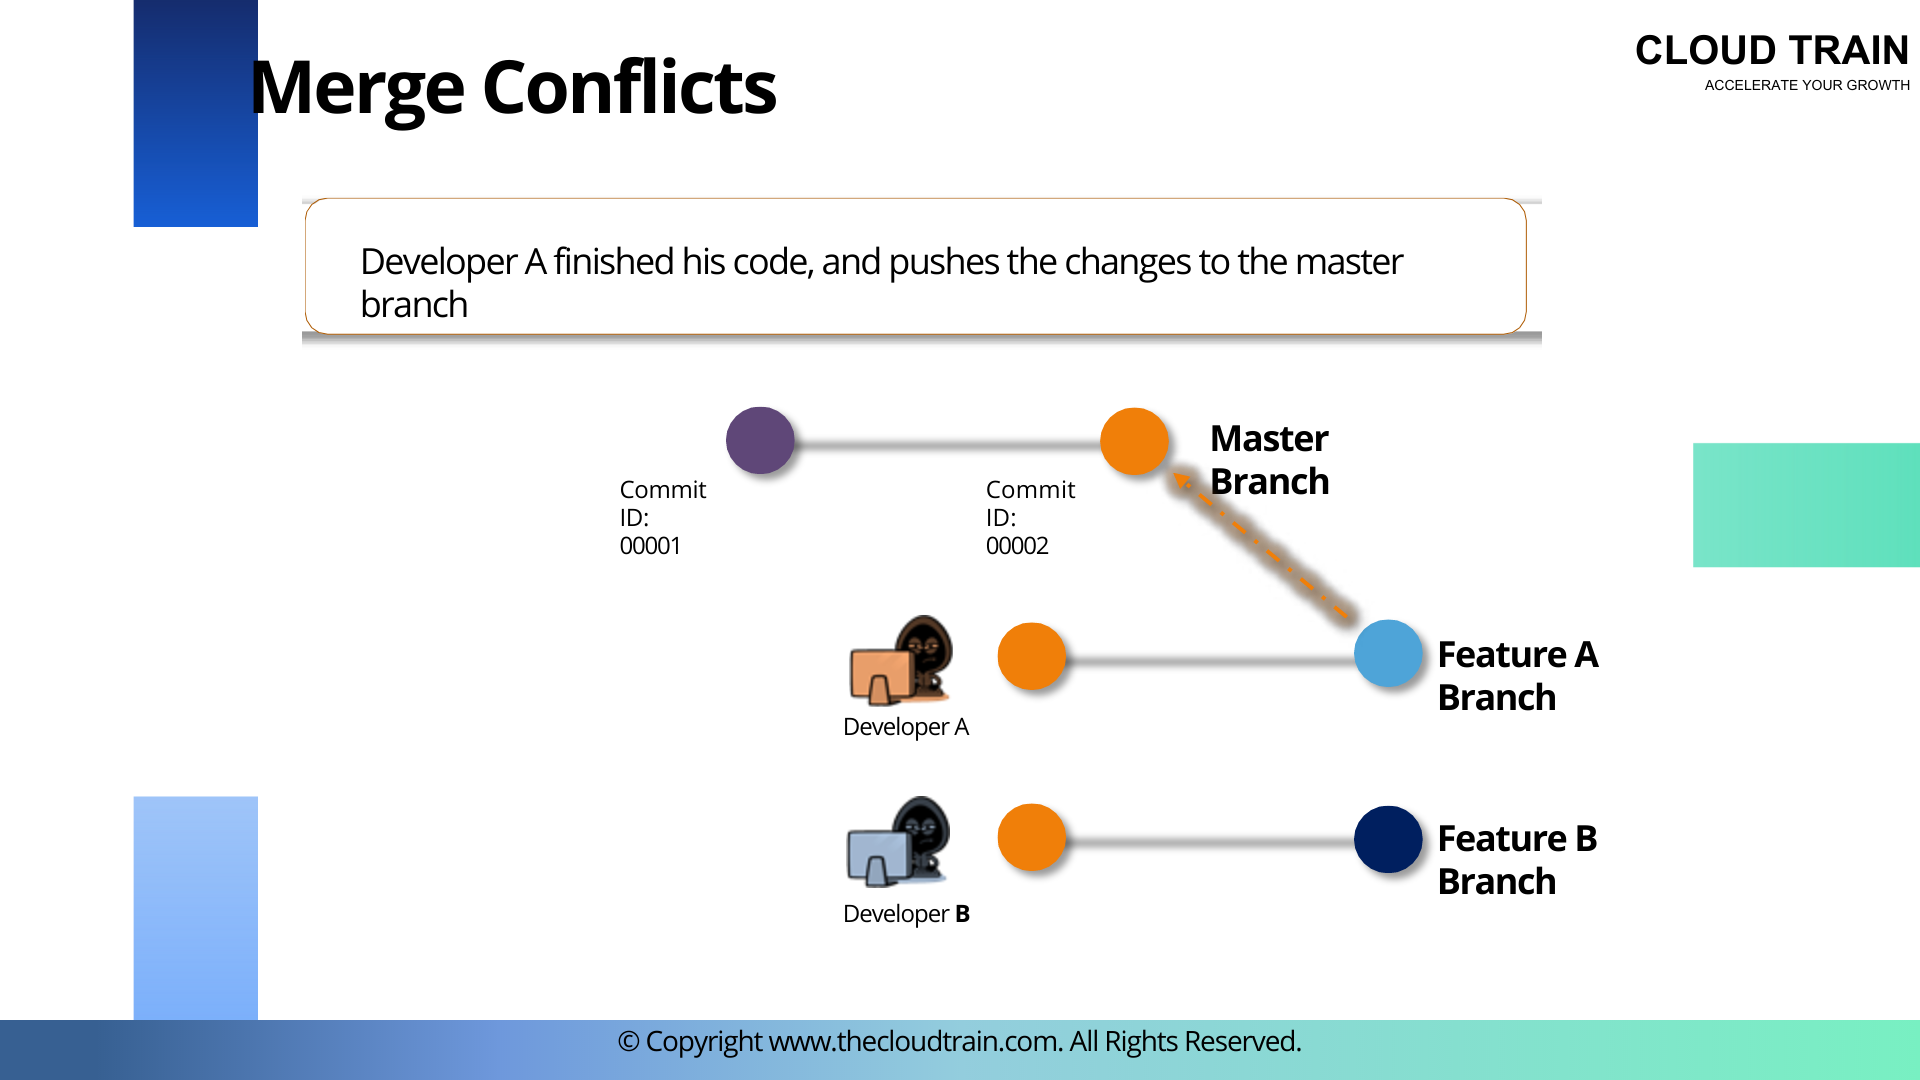 Merge Conflicts
CLOUD TRAIN
ACCELERATE YOUR GROWTH
Developer A finished his code, and pushes the changes to the master
branch
Master
Branch
Commit
ID:
00001
Commit
ID:
00002
Feature A
Branch
Developer A
Feature B
Branch
Developer B
© Copyright www.thecloudtrain.com. All Rights Reserved.